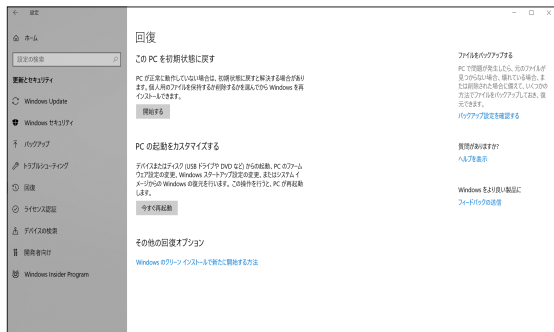 設定
ホーム
設定の検索
更新とセキュリティ
Windows Update
Windows セキュリティ
バックアップ
トラブルシューティング
回復
ライセンス認証
デバイスの検索
開発者向け
Windows Insider Program
回復
この PC を初期状態に戻す
PC が正常に動作していない場合は、初期状態に戻すと解決する場合があり
ます。個人用のファイルを保持するか削除するかを選んでから Windows を再
インストールできます。
開始する
PC の起動をカスタマイズする
デバイスまたはディスク (USB ドライブや DVD など) からの起動、PC のファーム
ウェア設定の変更、Windows スタートアップ設定の変更、またはシステム イ
メージからの Windows の復元を行います。この操作を行うと、PC が再起動
します。
今すぐ再起動
その他の回復オプション
Windows のクリーン インストールで新たに開始する方法
ファイルをバックアップする
PC で問題が発生したら、元のファイルが
見つからない場合、壊れている場合、ま
たは削除された場合に備えて、いくつかの
方法でファイルをバックアップしておき、復
元できます。
バックアップ設定を確認する
質問がありますか?
ヘルプを表示
Windows をより良い製品に
フィードバックの送信